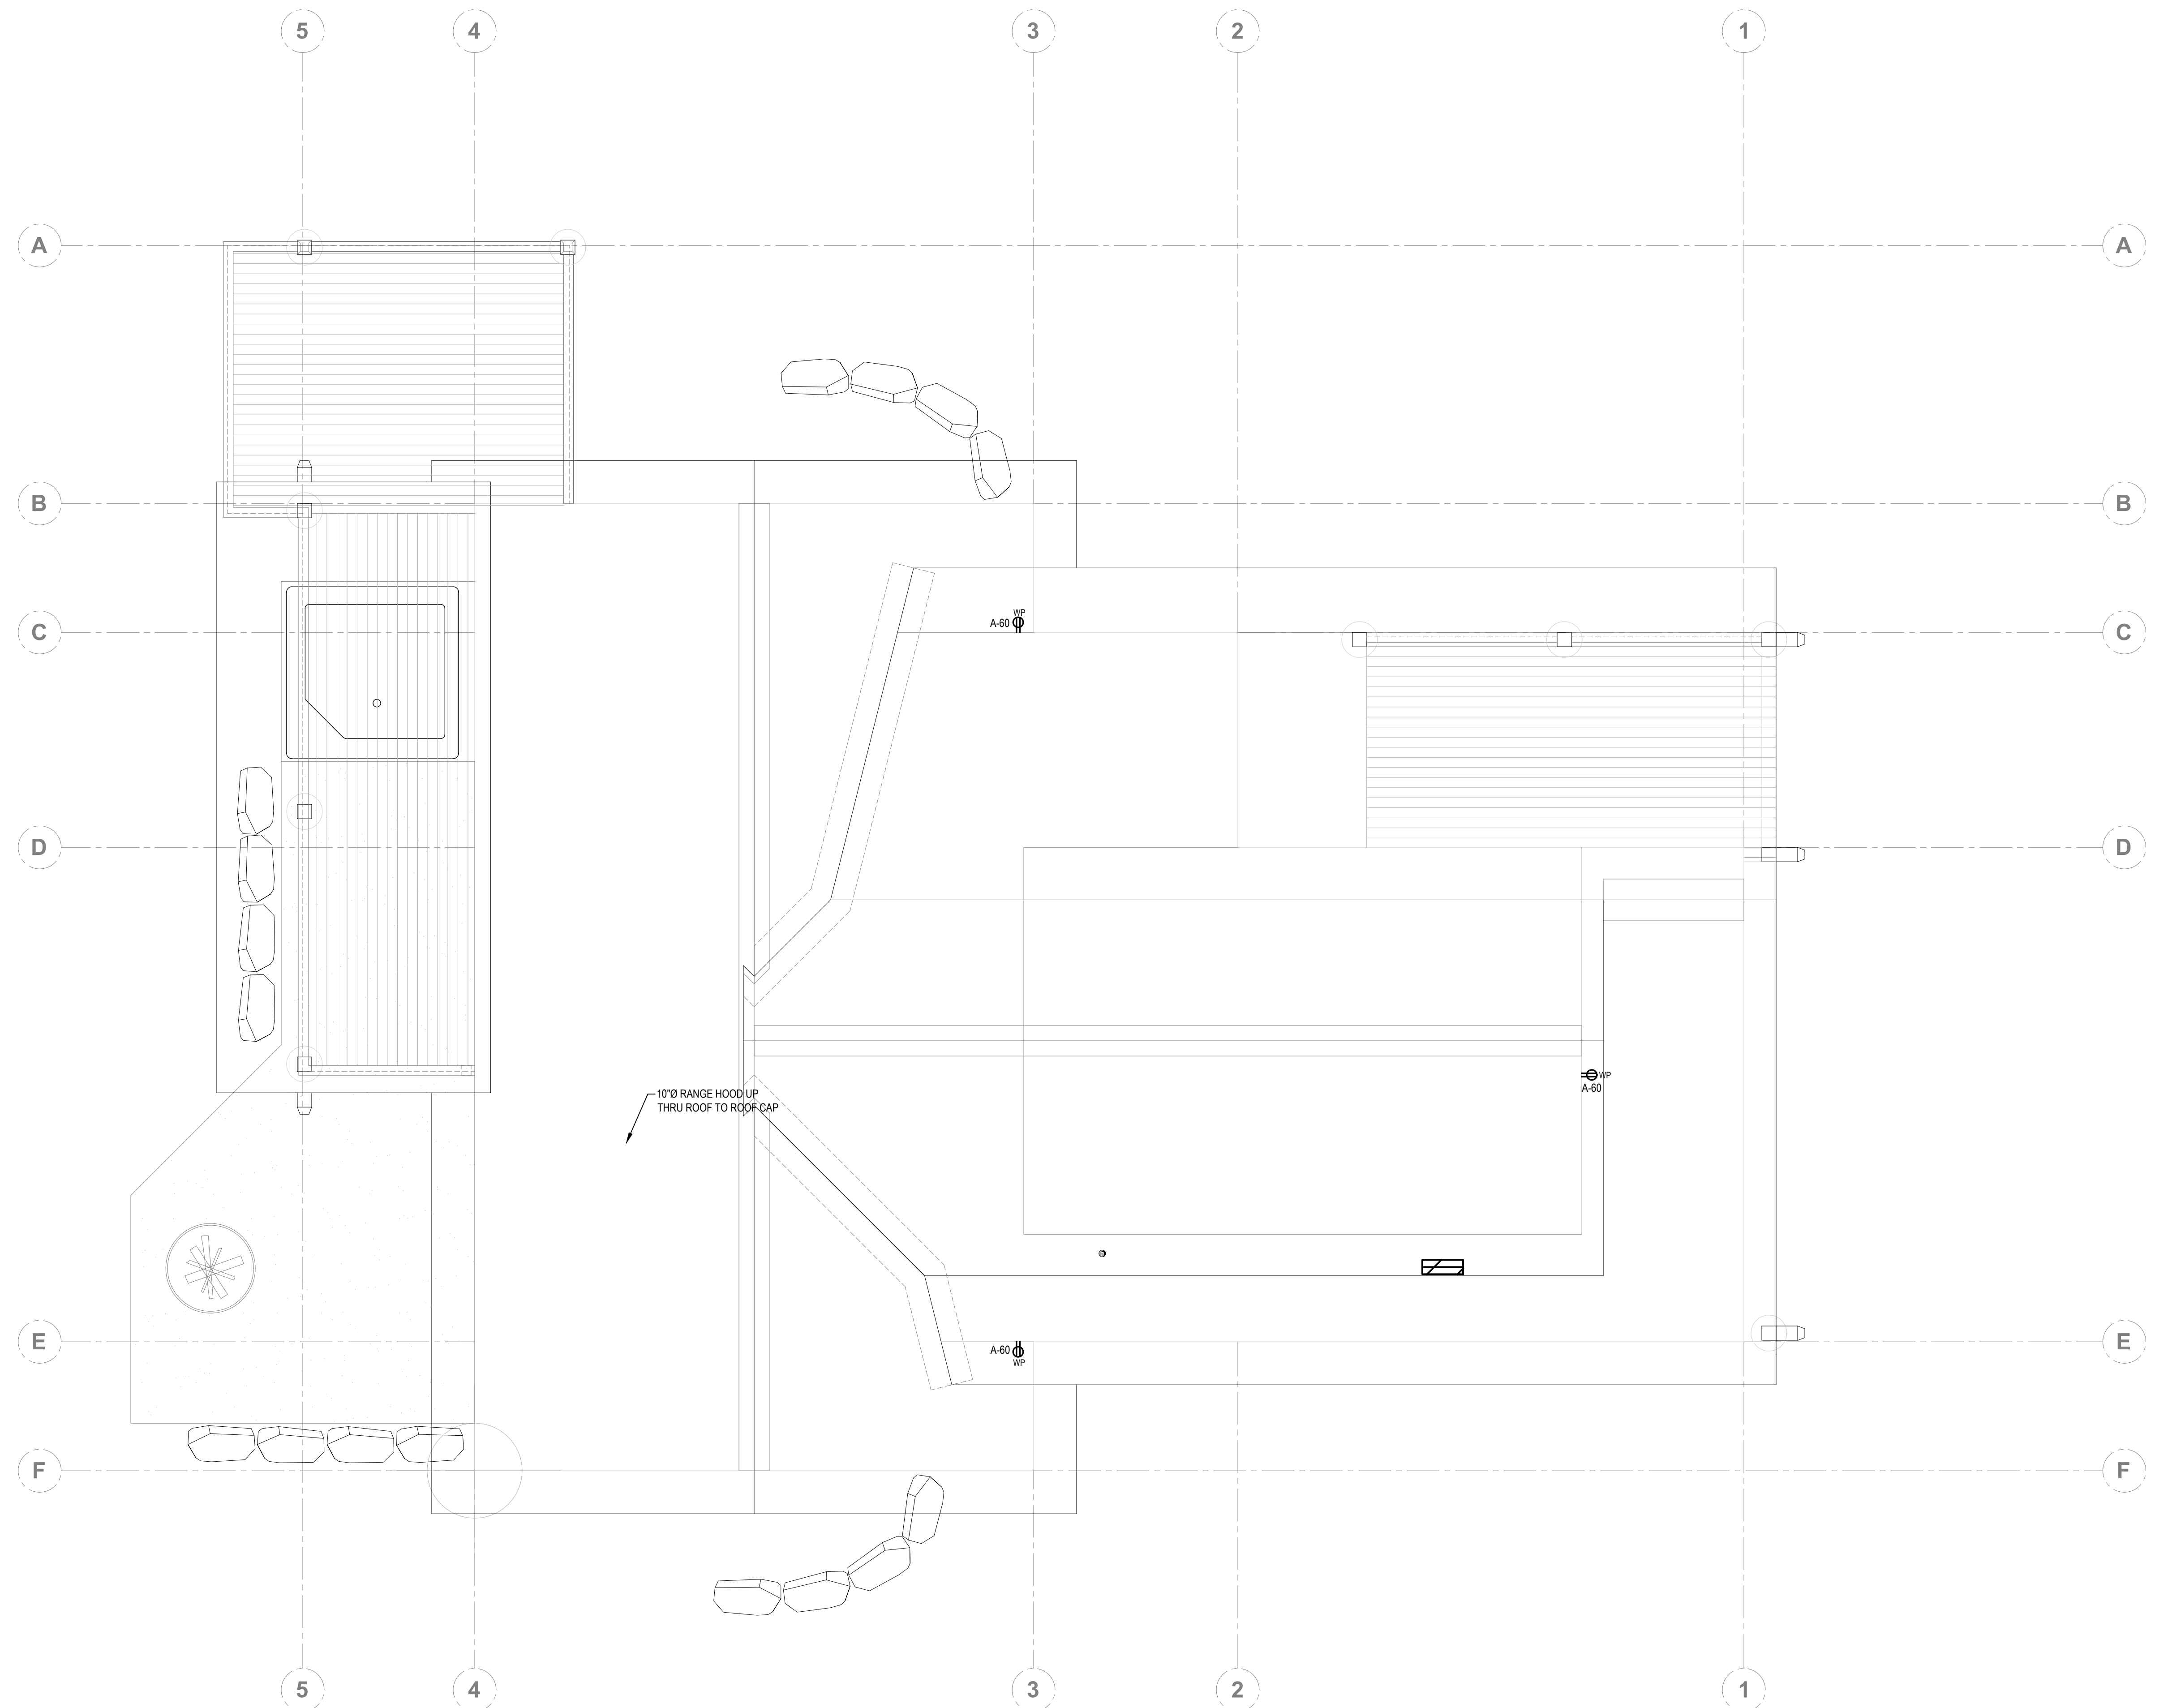 5
4
3
2
1
A
A
B
B
WP
A-60
C
C
D
D
WP
A-60
10"Ø RANGE HOOD UP
THRU ROOF TO ROOF CAP
E
A-60
WP
E
F
F
5
4
3
2
1